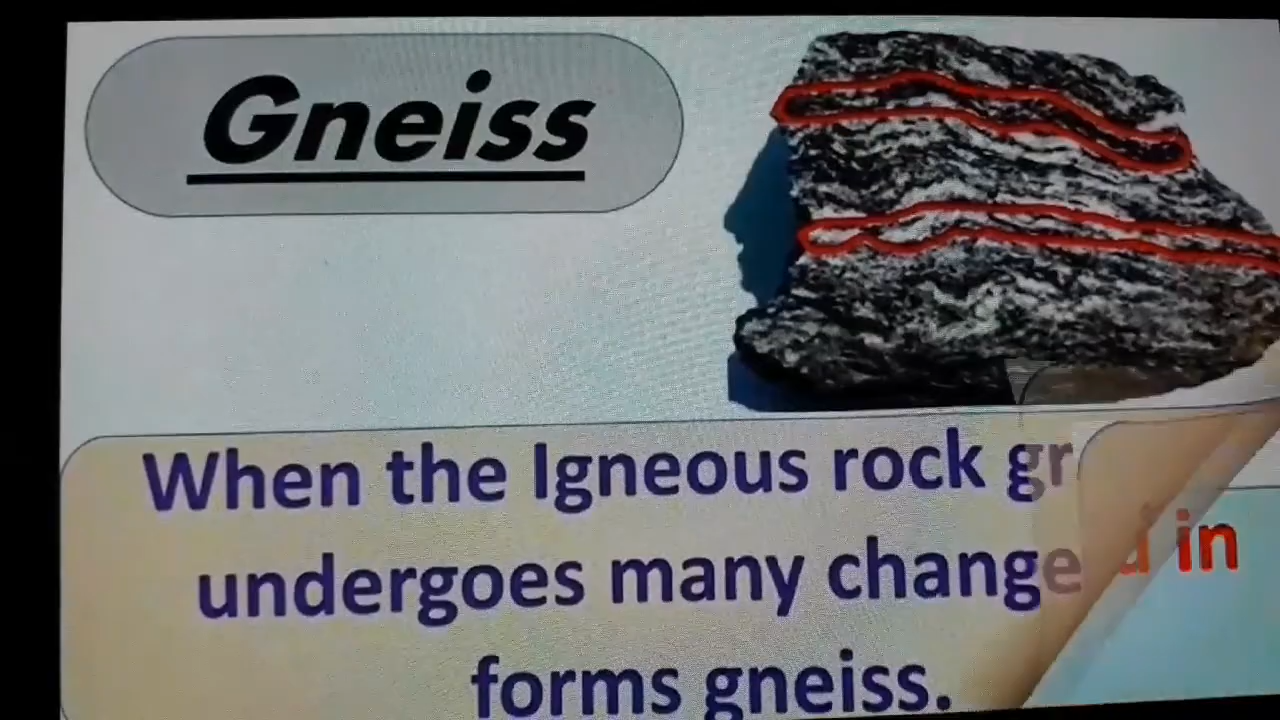 Gneiss
When the Igneous rock
undergoes many
in
forms gneiss.